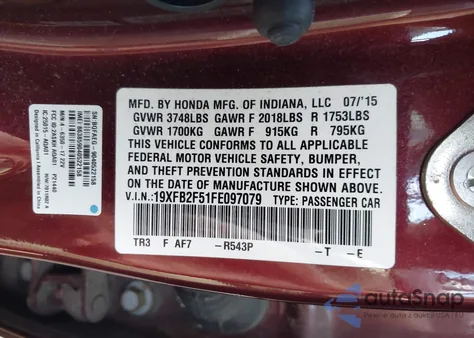 MFD. BY HONDA MFG. OF INDIANA, LLC 07/15
GVWR 3748LBS GAWR F 2018LBS R 1753LBS
GVWR 1700KG GAWR F 915KG R 795KG
THIS VEHICLE CONFORMS TO ALL APPLICABLE
FEDERAL MOTOR VEHICLE SAFETY, BUMPER,
AND THEFT PREVENTION STANDARDS IN EFFECT
ON THE DATE OF MANUFACTURE SHOWN ABOVE.
V.I.N.:19XFB2F51FE097079 TYPE: PASSENGER CAR
TR3 F AF7 -R543P -T -E
autoSnap